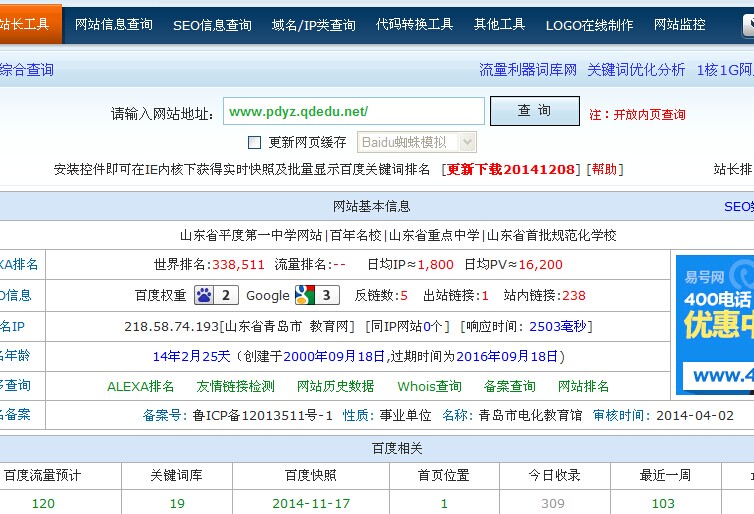 站长工具 网站信息查询 SEO信息查询 域名/IP类查询 代码转换工具 其他工具 LOGO在线制作 网站监控
综合查询 流量利器词库网 关键词优化分析 1核1G阿
请输入网站地址: www.pdyz.qdedu.net/ 查 询 注：开放内页查询
更新网页缓存 Baidu蜘蛛模拟
安装控件即可在IE内核下获得实时快照及批量显示百度关键词排名 [更新下载20141208] [帮助] 站长排
网站基本信息 SEO
山东省平度第一中学网站|百年名校|山东省重点中学|山东省首批规范化学校
XA排名 世界排名:338,511 流量排名:-- 日均IP≈1,800 日均PV≈16,200
O信息 百度权重 2 Google 3 反链数:5 出站链接:1 站内链接:238
名IP 218.58.74.193[山东省青岛市 教育网] [同IP网站0个] [响应时间：2503毫秒]
名年龄 14年2月25天（创建于2000年09月18日,过期时间为2016年09月18日)
查询 ALEXA排名 友情链接检测 网站历史数据 Whois查询 备案查询 网站排名
名备案 备案号: 鲁ICP备12013511号-1 性质: 事业单位 名称: 青岛市电化教育馆 审核时间: 2014-04-02
易号网
400电话
优惠中
www.4
百度相关
百度流量预计 关键词库 百度快照 首页位置 今日收录 最近一周
120 19 2014-11-17 1 309 103